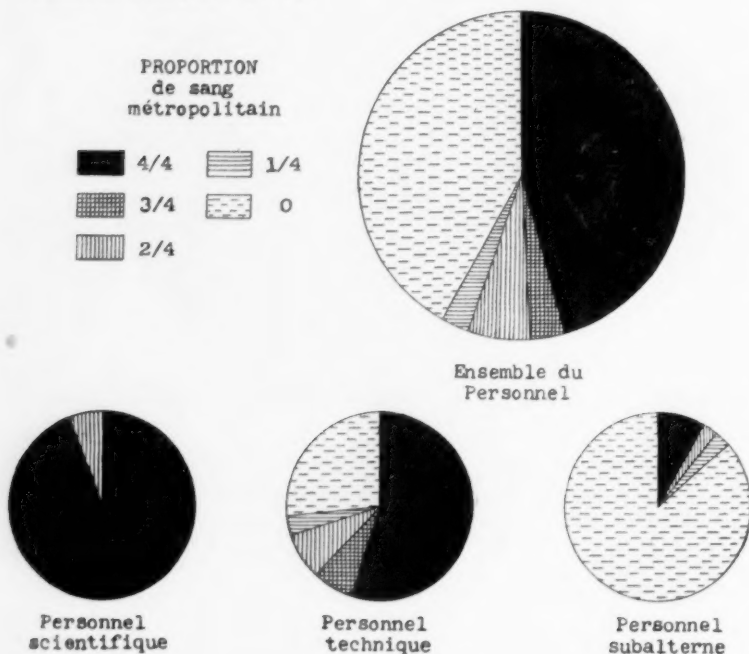 PROPORTION
de sang
métropolitain
4/4
1/4
3/4
0
2/4
Ensemble du
Personnel
Personnel
scientifique
Personnel
technique
Personnel
subalterne